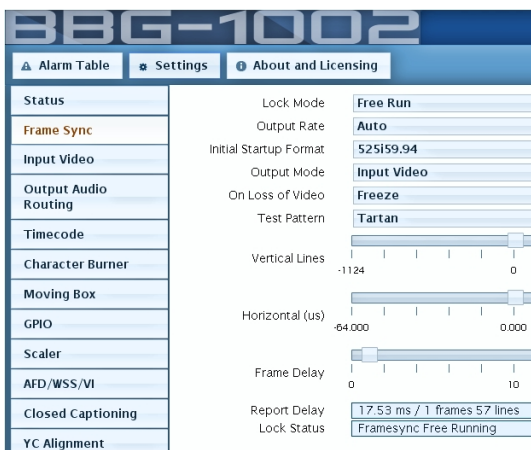 BBG-1002
Alarm Table
Settings
About and Licensing
Status
Frame Sync
Input Video
Output Audio
Routing
Timecode
Character Burner
Moving Box
GPIO
Scaler
AFD/WSS/VI
Closed Captioning
YC Alignment
Lock Mode Free Run
Output Rate Auto
Initial Startup Format 525i59.94
Output Mode Input Video
On Loss of Video Freeze
Test Pattern Tartan
Vertical Lines
-1124 0
Horizontal (us)
-64.000 0.000
Frame Delay
0 10
Report Delay 17.53 ms / 1 frames 57 lines
Lock Status Framesync Free Running